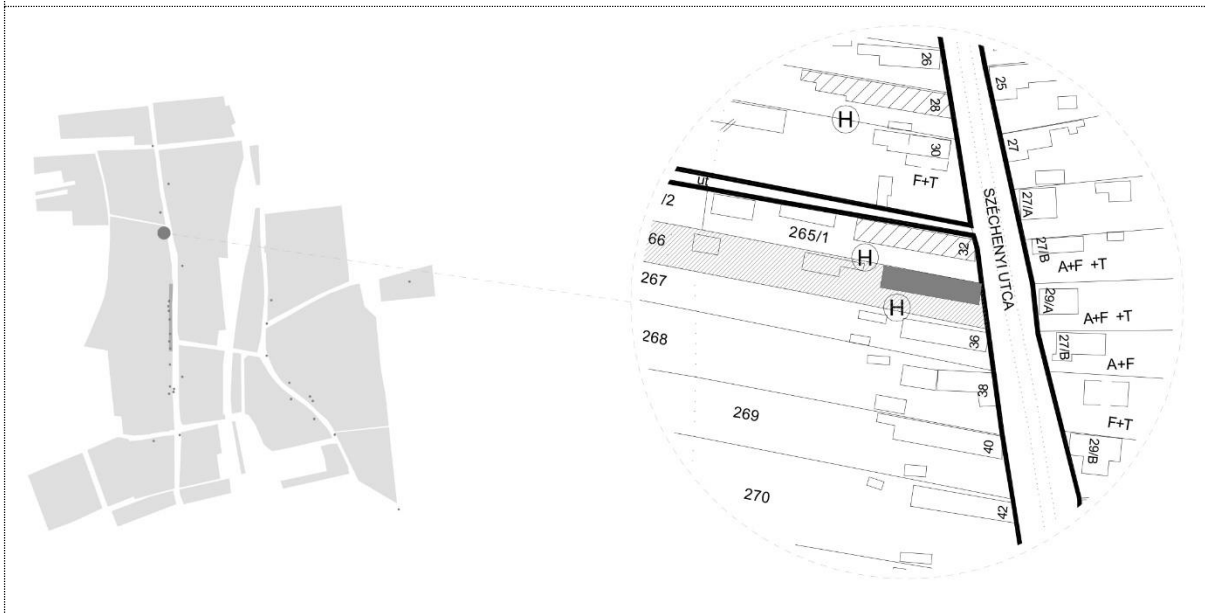 26
25
28
H
27
30
F+T
út
27/A
/2
SZÉCHENYI UTCA
265/1
32
27/B
66
H
A+F +T
267
H
29/A
A+F +T
36
27/B
268
A+F
38
269
F+T
40
29/B
270
42